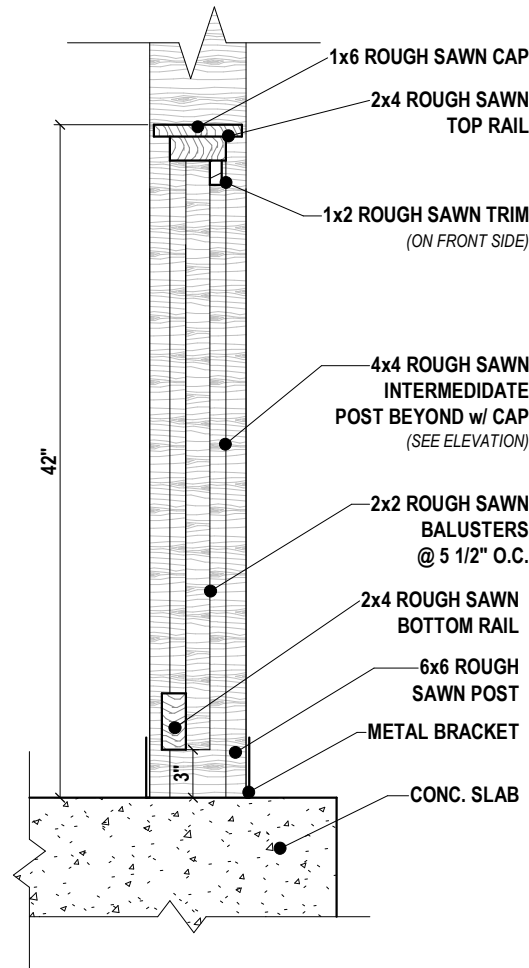 1x6 ROUGH SAWN CAP
2x4 ROUGH SAWN
TOP RAIL
1x2 ROUGH SAWN TRIM
(ON FRONT SIDE)
4x4 ROUGH SAWN
INTERMEDIDATE
POST BEYOND w/ CAP
(SEE ELEVATION)
42"
2x2 ROUGH SAWN
BALUSTERS
@ 5 1/2" O.C.
2x4 ROUGH SAWN
BOTTOM RAIL
6x6 ROUGH
SAWN POST
METAL BRACKET
3"
CONC. SLAB